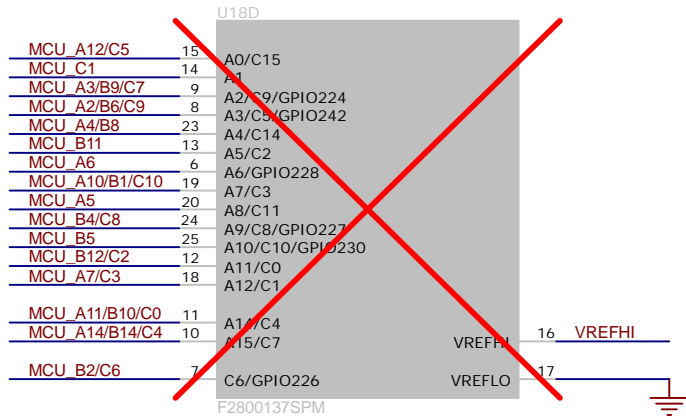 U18D
MCU_A12/C5 15 A0/C15
MCU_C1 14 A1
MCU_A3/B9/C7 9 A2/C9/GPIO224
MCU_A2/B6/C9 8 A3/C5/GPIO242
MCU_A4/B8 23 A4/C14
MCU_B11 13 A5/C2
MCU_A6 6 A6/GPIO228
MCU_A10/B1/C10 19 A7/C3
MCU_A5 20 A8/C11
MCU_B4/C8 24 A9/C8/GPIO227
MCU_B5 25 A10/C10/GPIO230
MCU_B12/C2 12 A11/C0
MCU_A7/C3 18 A12/C1
MCU_A11/B10/C0 11 A14/C4
MCU_A14/B14/C4 10 A15/C7 VREFHI 16 VREFHI
MCU_B2/C6 7 C6/GPIO226 VREFLO 17
F2800137SPM